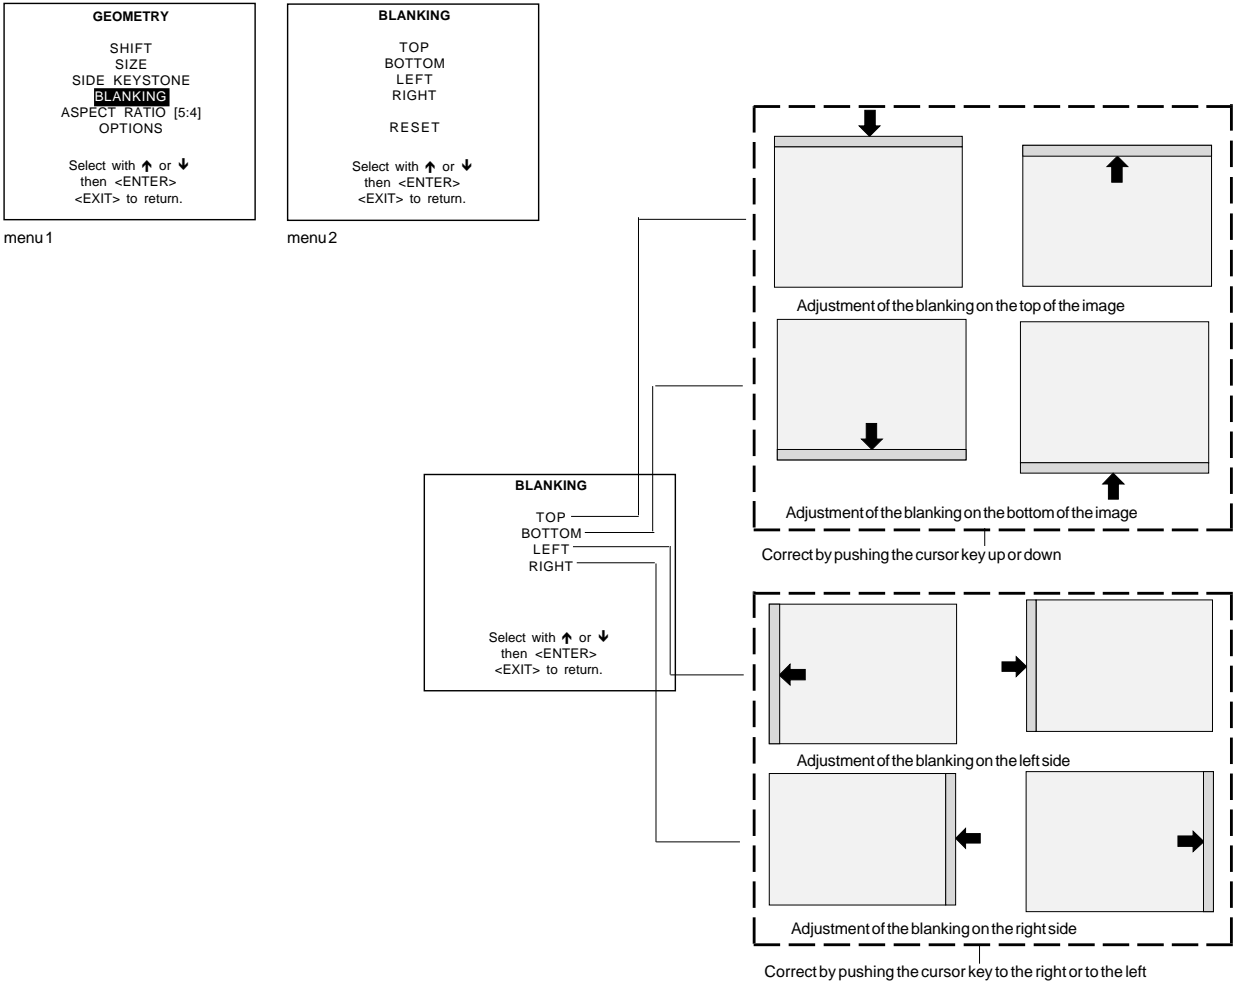 GEOMETRY
SHIFT
SIZE
SIDE KEYSTONE
BLANKING
ASPECT RATIO [5:4]
OPTIONS
Select with ↑ or ↓
then <ENTER>
<EXIT> to return.
menu 1
BLANKING
TOP
BOTTOM
LEFT
RIGHT
RESET
Select with ↑ or ↓
then <ENTER>
<EXIT> to return.
menu 2
BLANKING
TOP
BOTTOM
LEFT
RIGHT
Select with ↑ or ↓
then <ENTER>
<EXIT> to return.
Adjustment of the blanking on the top of the image
Adjustment of the blanking on the bottom of the image
Correct by pushing the cursor key up or down
Adjustment of the blanking on the left side
Adjustment of the blanking on the right side
Correct by pushing the cursor key to the right or to the left